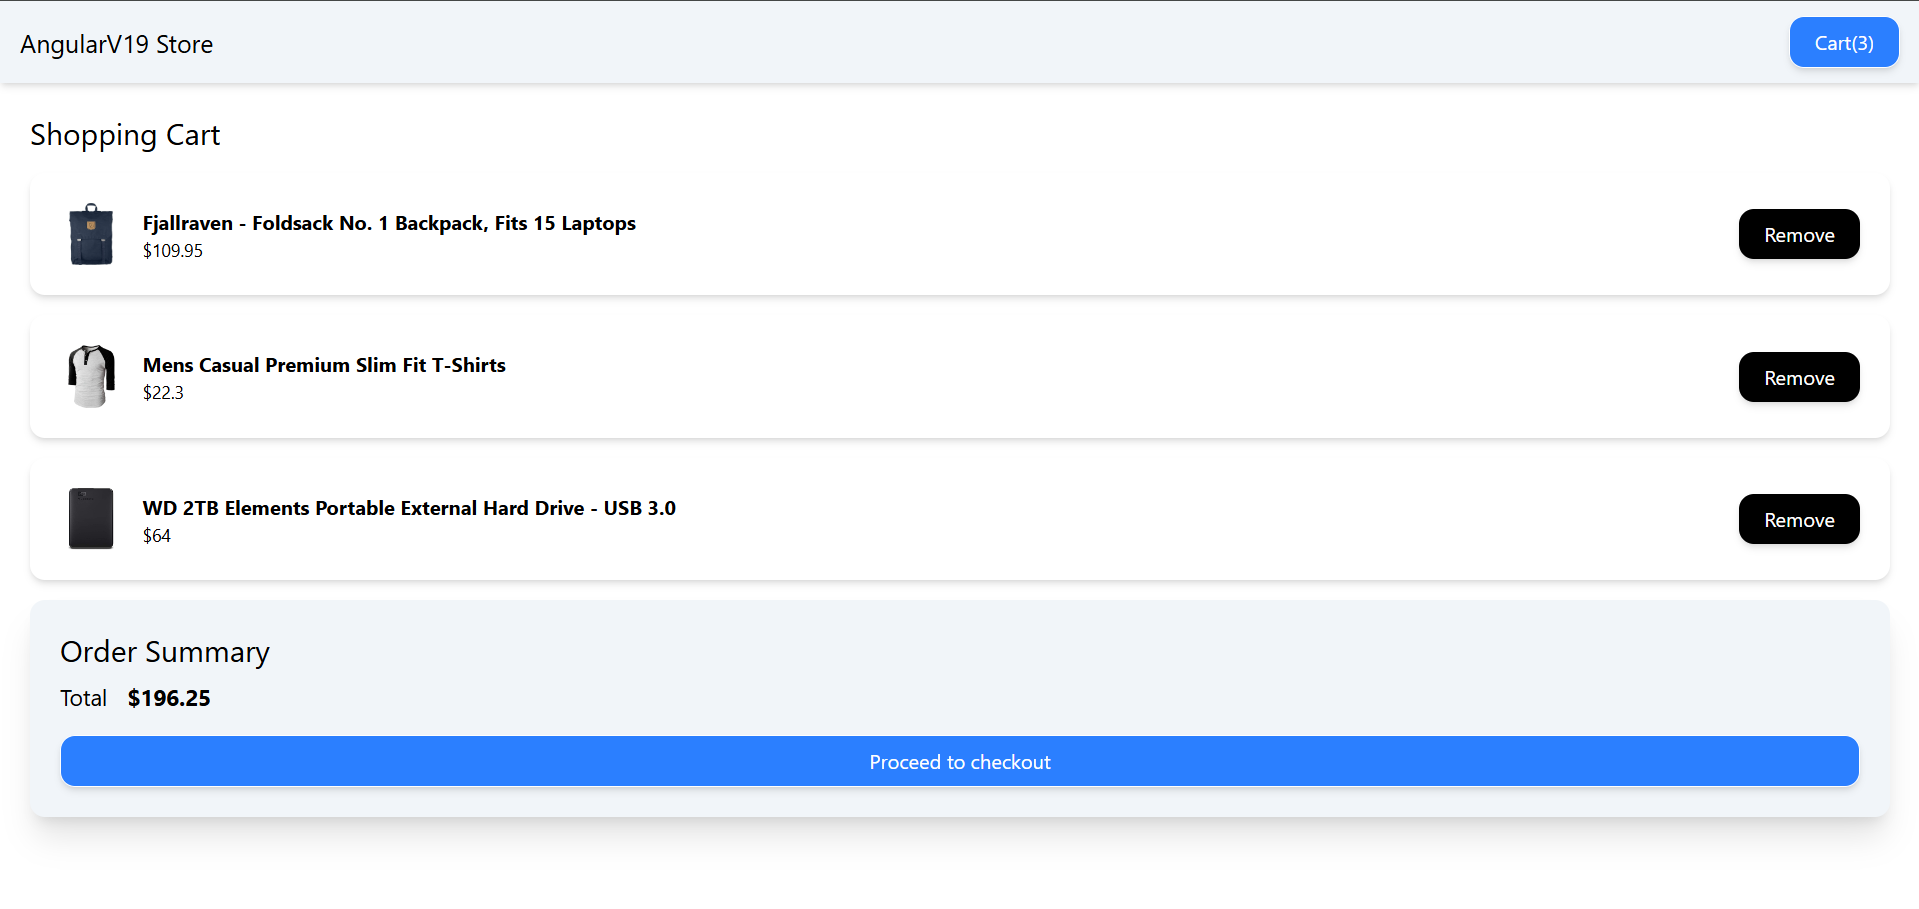 AngularV19 Store
Cart(3)
Shopping Cart
Fjallraven - Foldsack No. 1 Backpack, Fits 15 Laptops
$109.95
Remove
Mens Casual Premium Slim Fit T-Shirts
$22.3
Remove
WD 2TB Elements Portable External Hard Drive - USB 3.0
$64
Remove
Order Summary
Total $196.25
Proceed to checkout